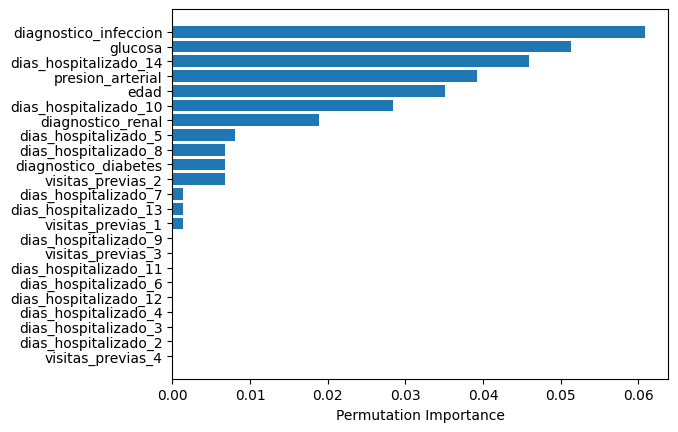 diagnostico_infeccion
glucosa
dias_hospitalizado_14
presion_arterial
edad
dias_hospitalizado_10
diagnostico_renal
dias_hospitalizado_5
dias_hospitalizado_8
diagnostico_diabetes
visitas_previas_2
dias_hospitalizado_7
dias_hospitalizado_13
visitas_previas_1
dias_hospitalizado_9
visitas_previas_3
dias_hospitalizado_11
dias_hospitalizado_6
dias_hospitalizado_12
dias_hospitalizado_4
dias_hospitalizado_3
dias_hospitalizado_2
visitas_previas_4
0.00 0.01 0.02 0.03 0.04 0.05 0.06
Permutation Importance